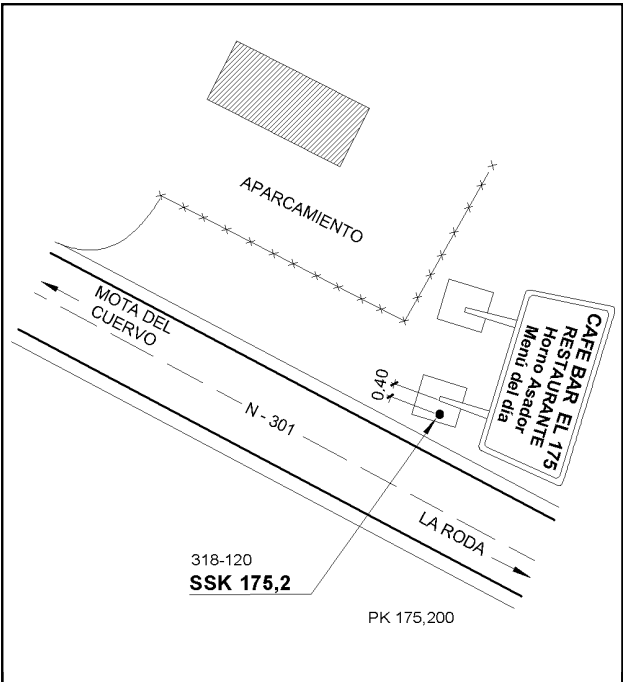 APARCAMIENTO
MOTA DEL
CUERVO
CAFE BAR EL 175
RESTAURANTE
Horno Asador
Menú del día
0.40
N - 301
LA RODA
318-120
SSK 175,2
PK 175,200